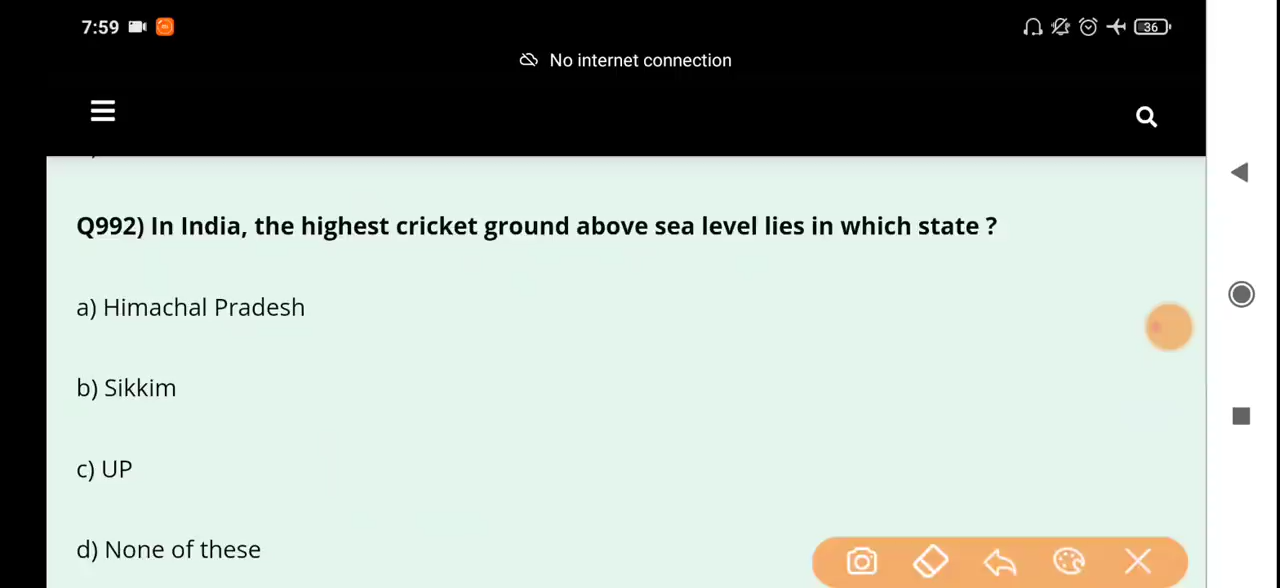 7:59
36
No internet connection
Q992) In India, the highest cricket ground above sea level lies in which state ?
a) Himachal Pradesh
b) Sikkim
c) UP
d) None of these